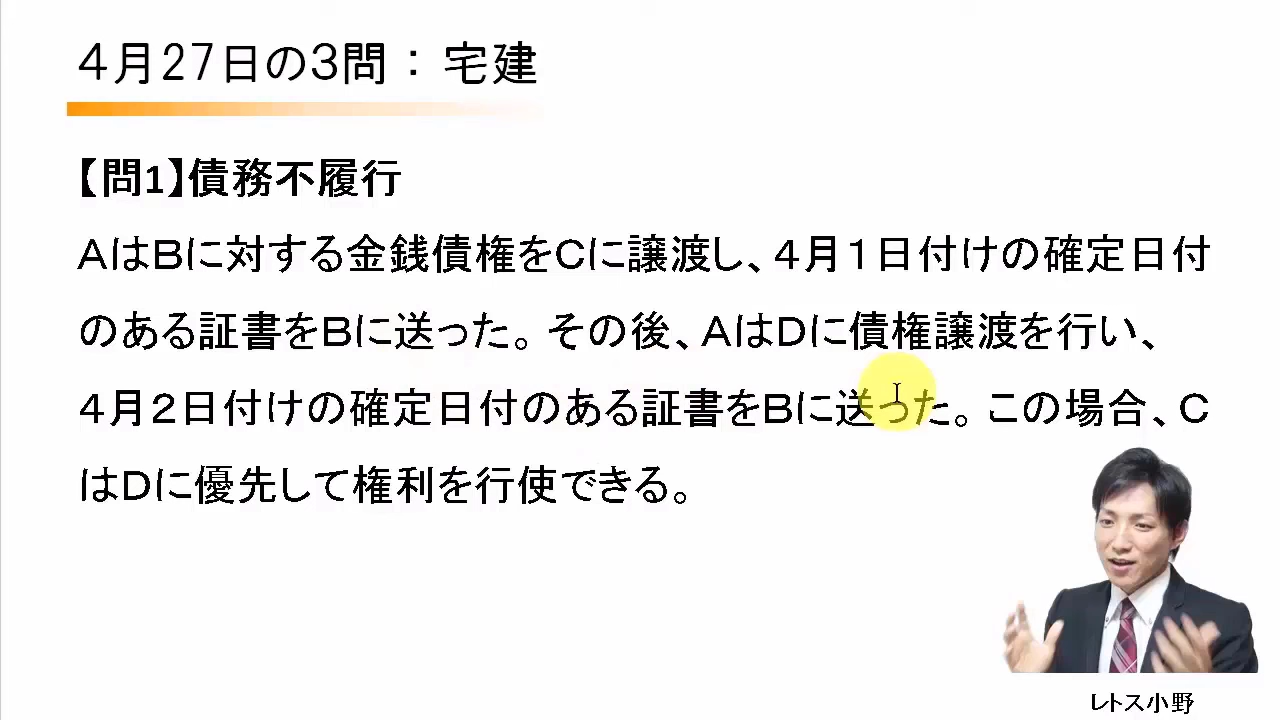 ４月27日の3問：宅建
【問1】債務不履行
ＡはＢに対する金銭債権をＣに譲渡し、４月１日付けの確定日付
のある証書をＢに送った。その後、ＡはＤに債権譲渡を行い、
４月２日付けの確定日付のある証書をＢに送った。この場合、Ｃ
はＤに優先して権利を行使できる。
レトス小野